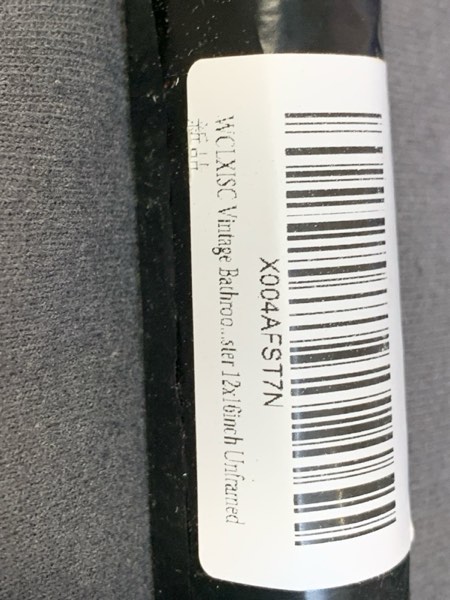 X004AFST7N
WCLXISC Vintage Bathroo...ster 12x16inch Unframed
新品